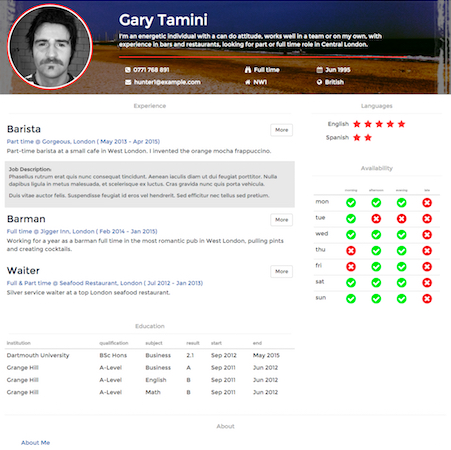 Gary Tamini
I'm an energetic individual with a can do attitude, works well in a team or on my own, with
experience in bars and restaurants, looking for part or full time role in Central London.
0771 768 891 Full time Jun 1995
hunter1@example.com NW1 British
Experience
Languages
English
Spanish
Barista More
Part time @ Gorgeous, London ( May 2013 - Apr 2015)
Part-time barista at a small cafe in West London. I invented the orange mocha frappuccino.
Job Description:
Phasellus rutrum erat quis nunc consequat tincidunt. Aenean iaculis diam ut dui feugiat porttitor. Nulla
dapibus ligula in metus malesuada, et scelerisque ex luctus. Cras gravida nunc quis porta vehicula.
Duis vitae auctor felis. Suspendisse feugiat id eros vel hendrerit. Sed efficitur nec tellus sed pretium.
Barman More
Full time @ Jigger Inn, London ( Feb 2014 - Jan 2015)
Working for a year as a barman full time in the most romantic pub in West London, pulling pints
and creating cocktails.
Waiter More
Full & Part time @ Seafood Restaurant, London ( Jul 2012 - Jan 2013)
Silver service waiter at a top London seafood restaurant.
Availability
morning afternoon evening late
mon
tue
wed
thu
fri
sat
sun
Education
institution qualification subject result start end
Dartmouth University BSc Hons Business 2.1 Sep 2012 May 2015
Grange Hill A-Level Business A Sep 2011 Jun 2012
Grange Hill A-Level English B Sep 2011 Jun 2012
Grange Hill A-Level Math B Sep 2011 Jun 2012
About
About Me